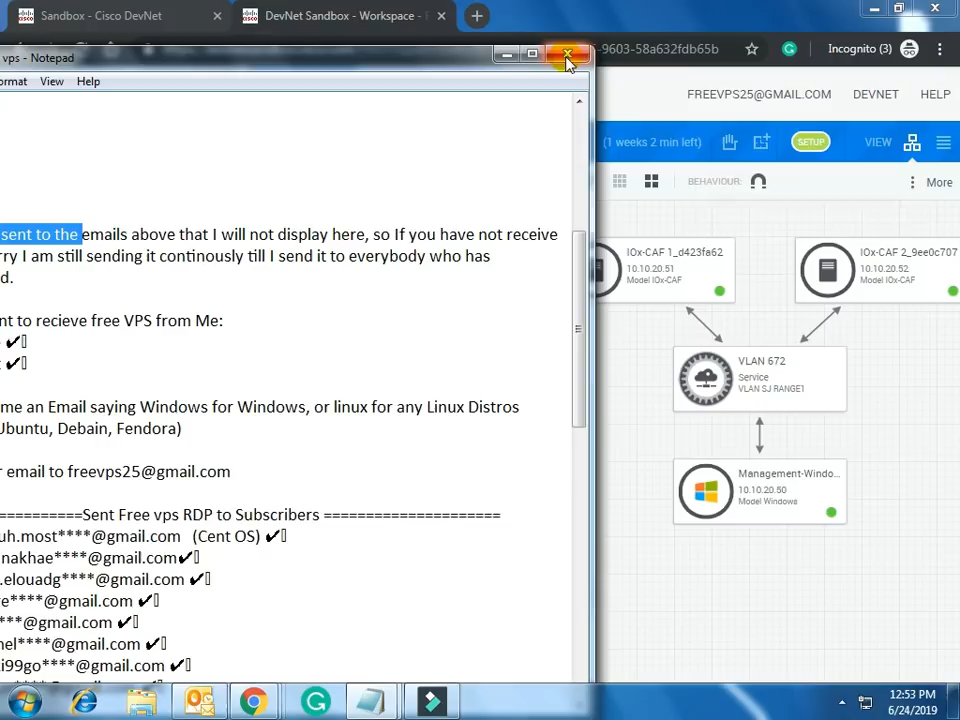 Sandbox - Cisco DevNet
DevNet Sandbox - Workspace -
-9603-58a632fdb65b
Incognito (3)
vps - Notepad
ormat View Help
FREEVPS25@GMAIL.COM DEVNET HELP
(1 weeks 2 min left) SETUP VIEW
BEHAVIOUR: More
sent to the emails above that I will not display here, so If you have not receive
rry I am still sending it continously till I send it to everybody who has
d.
nt to recieve free VPS from Me:
✔
✔
me an Email saying Windows for Windows, or linux for any Linux Distros
Ubuntu, Debain, Fendora)
r email to freevps25@gmail.com
==========Sent Free vps RDP to Subscribers =====================
uh.most****@gmail.com (Cent OS) ✔
nakhae****@gmail.com✔
.elouadg****@gmail.com ✔
e****@gmail.com ✔
***@gmail.com ✔
nel****@gmail.com ✔
i99go****@gmail.com ✔
IOx-CAF 1_d423fa62
10.10.20.51
Model IOx-CAF
IOx-CAF 2_9ee0c707
10.10.20.52
Model IOx-CAF
VLAN 672
Service
VLAN SJ RANGE1
Management-Windo...
10.10.20.50
Model Windows
12:53 PM
6/24/2019